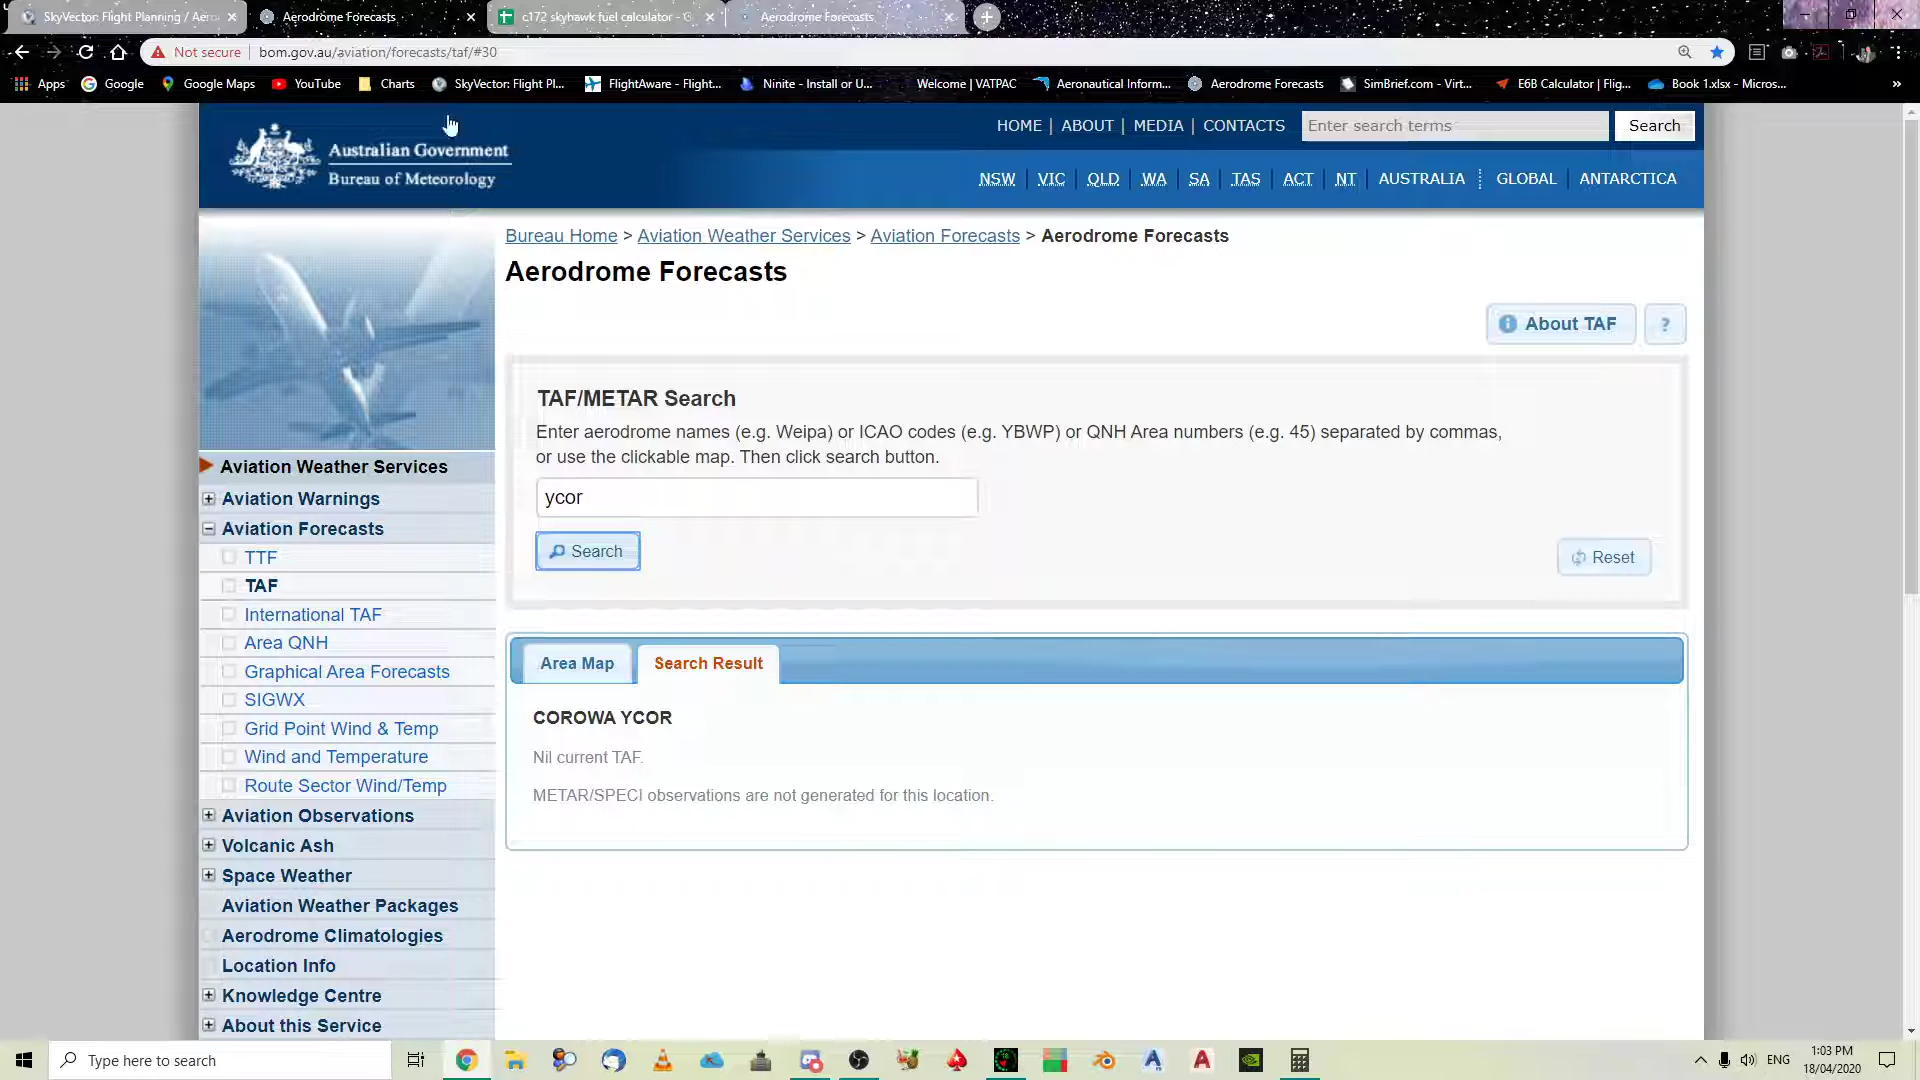 SkyVector: Flight Planning / Aero
Aerodrome Forecasts
c172 skyhawk fuel calculator - G
Aerodrome Forecasts
Not secure
bom.gov.au/aviation/forecasts/taf/#30
Apps
Google
Google Maps
YouTube
Charts
SkyVector: Flight Pl...
FlightAware - Flight...
Ninite - Install or U...
Welcome | VATPAC
Aeronautical Inform...
Aerodrome Forecasts
SimBrief.com - Virt...
E6B Calculator | Flig...
Book 1.xlsx - Micros...
»
Australian Government
Bureau of Meteorology
HOME | ABOUT | MEDIA | CONTACTS
Enter search terms
Search
NSW | VIC | QLD | WA | SA | TAS | ACT | NT | AUSTRALIA | GLOBAL | ANTARCTICA
Bureau Home > Aviation Weather Services > Aviation Forecasts > Aerodrome Forecasts
Aerodrome Forecasts
About TAF
?
TAF/METAR Search
Enter aerodrome names (e.g. Weipa) or ICAO codes (e.g. YBWP) or QNH Area numbers (e.g. 45) separated by commas,
or use the clickable map. Then click search button.
ycor
Search
Reset
Area Map
Search Result
COROWA YCOR
Nil current TAF.
METAR/SPECI observations are not generated for this location.
Aviation Weather Services
Aviation Warnings
Aviation Forecasts
TTF
TAF
International TAF
Area QNH
Graphical Area Forecasts
SIGWX
Grid Point Wind & Temp
Wind and Temperature
Route Sector Wind/Temp
Aviation Observations
Volcanic Ash
Space Weather
Aviation Weather Packages
Aerodrome Climatologies
Location Info
Knowledge Centre
About this Service
Type here to search
ENG
1:03 PM
18/04/2020